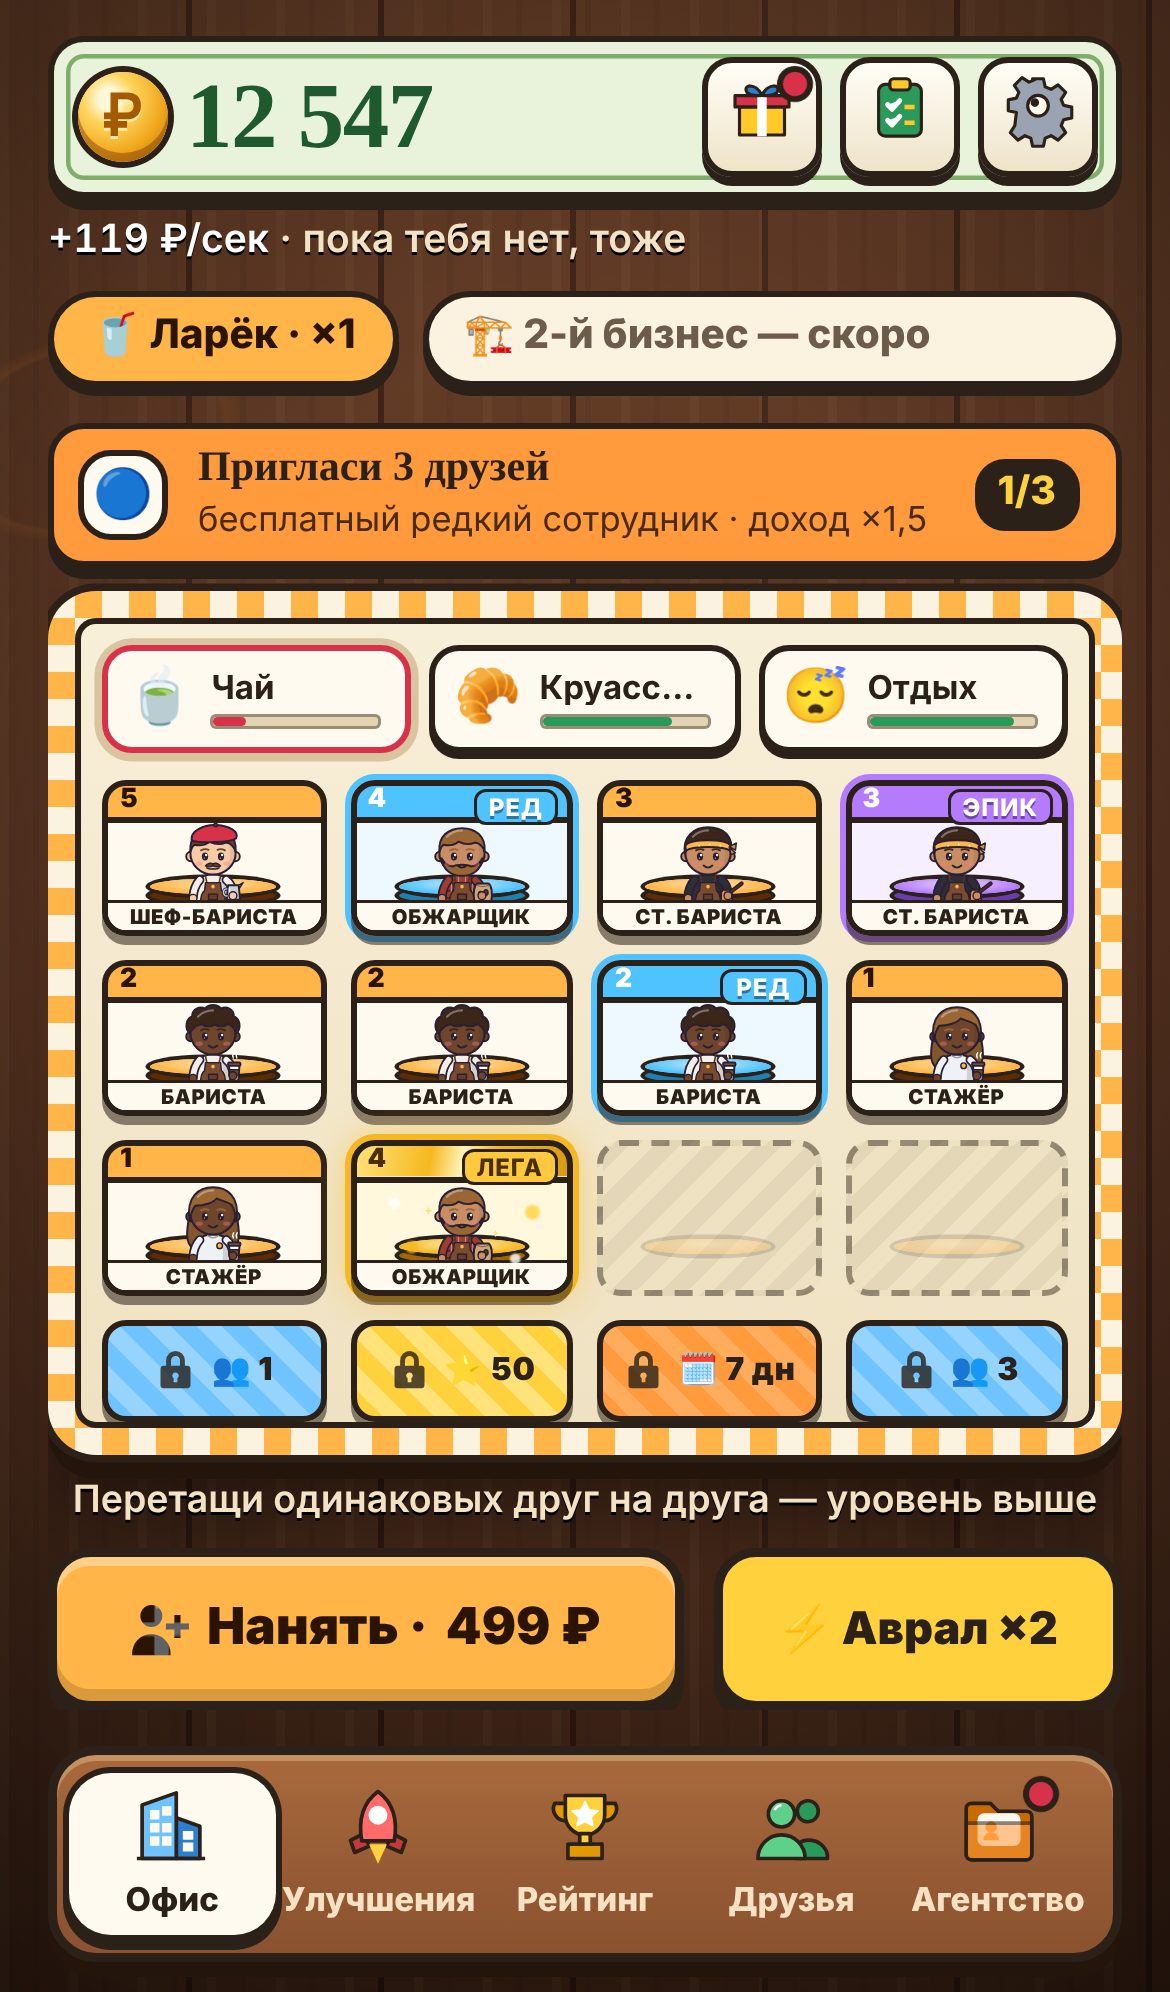 ₽ 12 547
+119 ₽/сек · пока тебя нет, тоже
Ларёк · ×1
2-й бизнес — скоро
Пригласи 3 друзей
бесплатный редкий сотрудник · доход ×1,5
1/3
Чай
Круасс...
Отдых
5
ШЕФ-БАРИСТА
4 РЕД
ОБЖАРЩИК
3
СТ. БАРИСТА
3 ЭПИК
СТ. БАРИСТА
2
БАРИСТА
2
БАРИСТА
2 РЕД
БАРИСТА
1
СТАЖЁР
1
СТАЖЁР
4 ЛЕГА
ОБЖАРЩИК
1
50
7 дн
3
Перетащи одинаковых друг на друга — уровень выше
Нанять · 499 ₽
Аврал ×2
Офис
Улучшения
Рейтинг
Друзья
Агентство